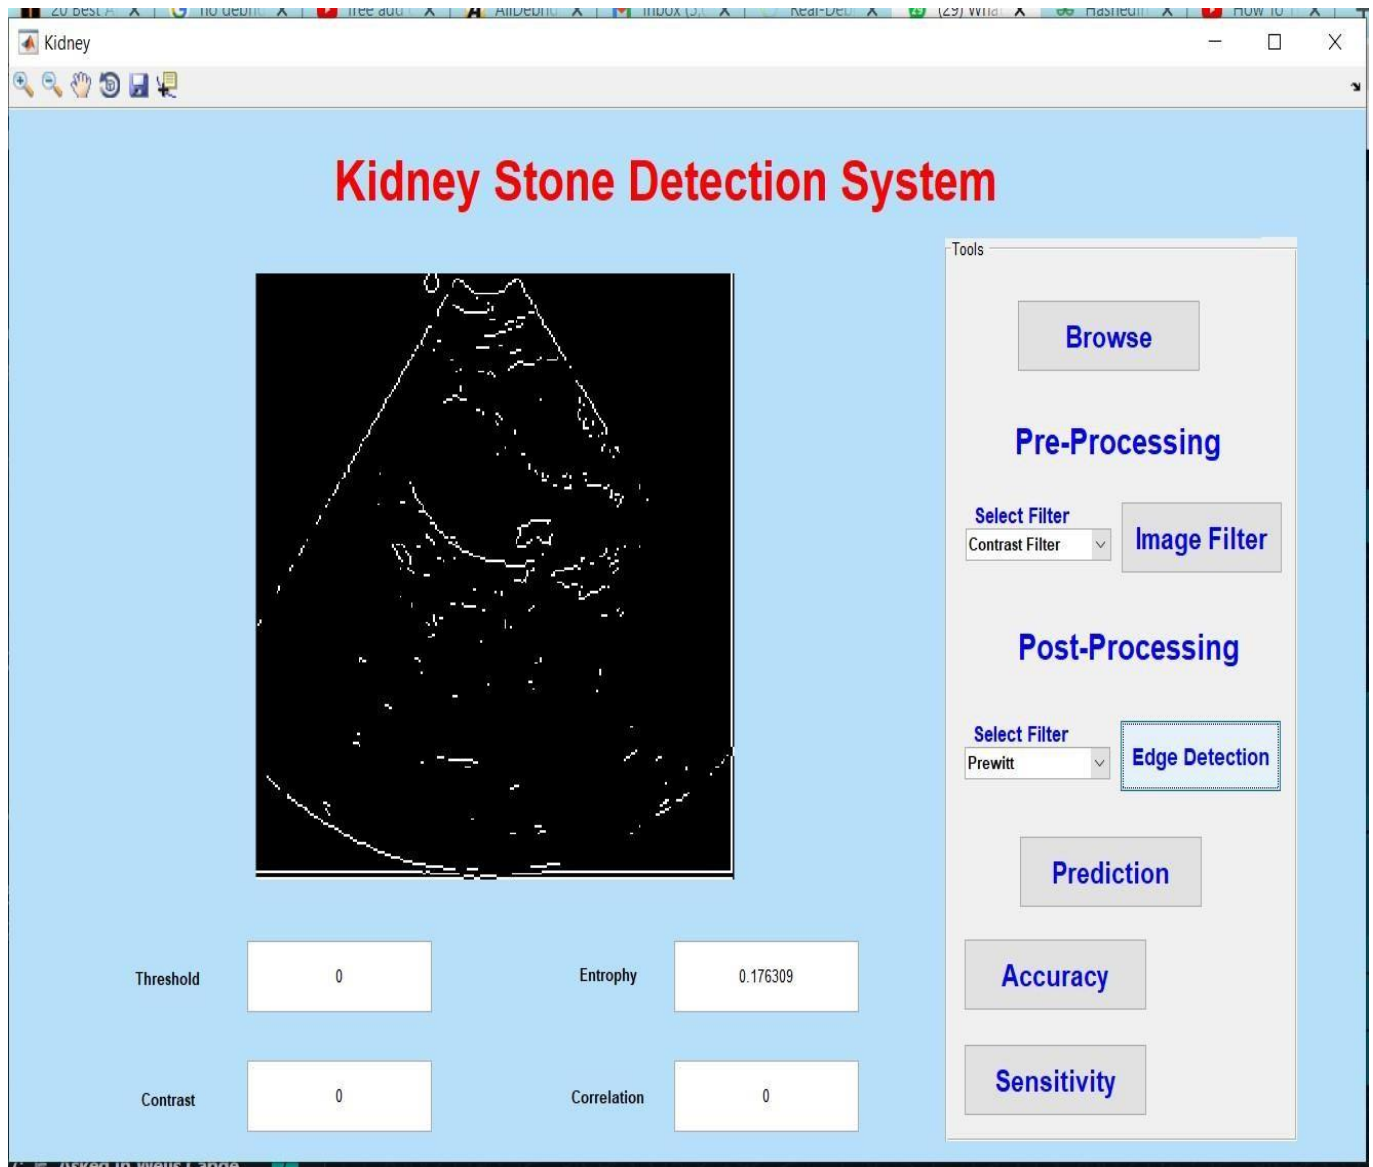 Kidney
Kidney Stone Detection System
Tools
Browse
Pre-Processing
Select Filter
Contrast Filter
Image Filter
Post-Processing
Select Filter
Prewitt
Edge Detection
Prediction
Threshold
0
Entrophy
0.176309
Accuracy
Contrast
0
Correlation
0
Sensitivity